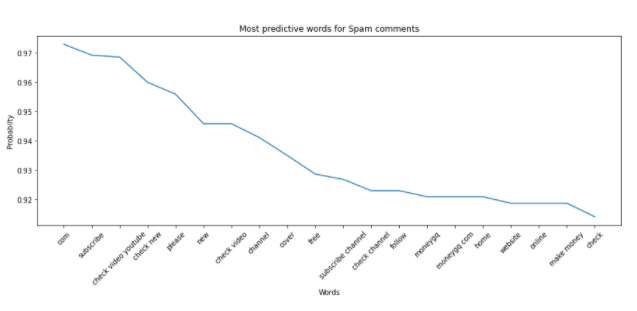 Most predictive words for Spam comments
Probability
0.97
0.96
0.95
0.94
0.93
0.92
com
subscribe
check video youtube
check new
please
new
check video
channel
cover
free
subscribe channel
check channel
follow
moneygq
moneygq com
home
website
online
make money
check
Words